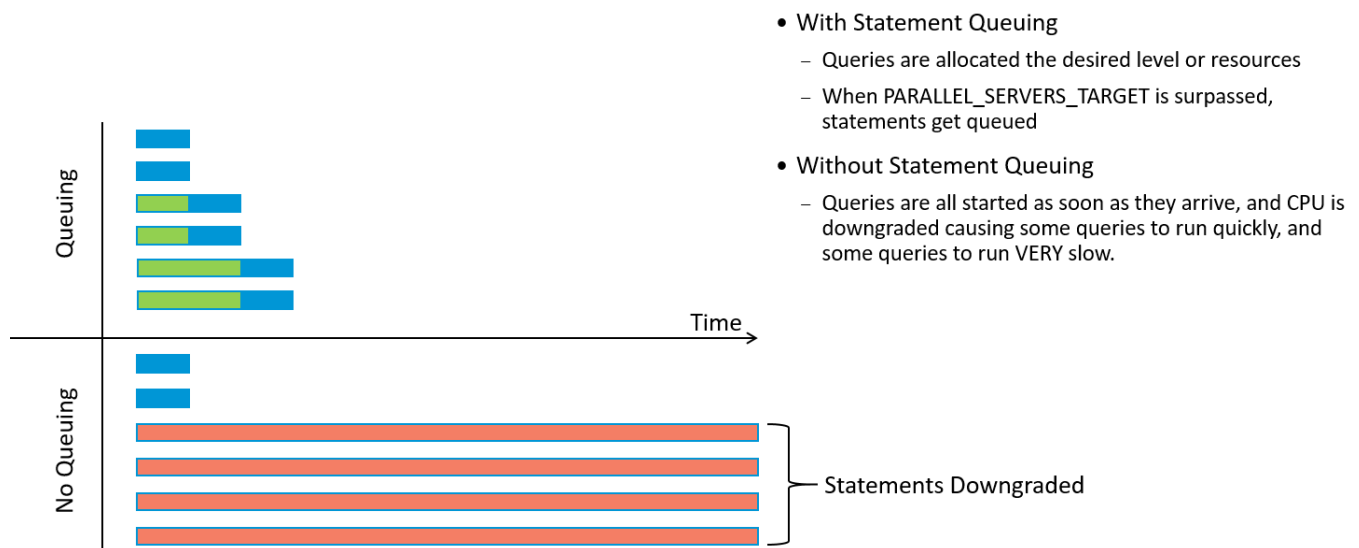 • With Statement Queuing
– Queries are allocated the desired level or resources
– When PARALLEL_SERVERS_TARGET is surpassed,
statements get queued
• Without Statement Queuing
– Queries are all started as soon as they arrive, and CPU is
downgraded causing some queries to run quickly, and
some queries to run VERY slow.
Queuing
Time
No Queuing
Statements Downgraded